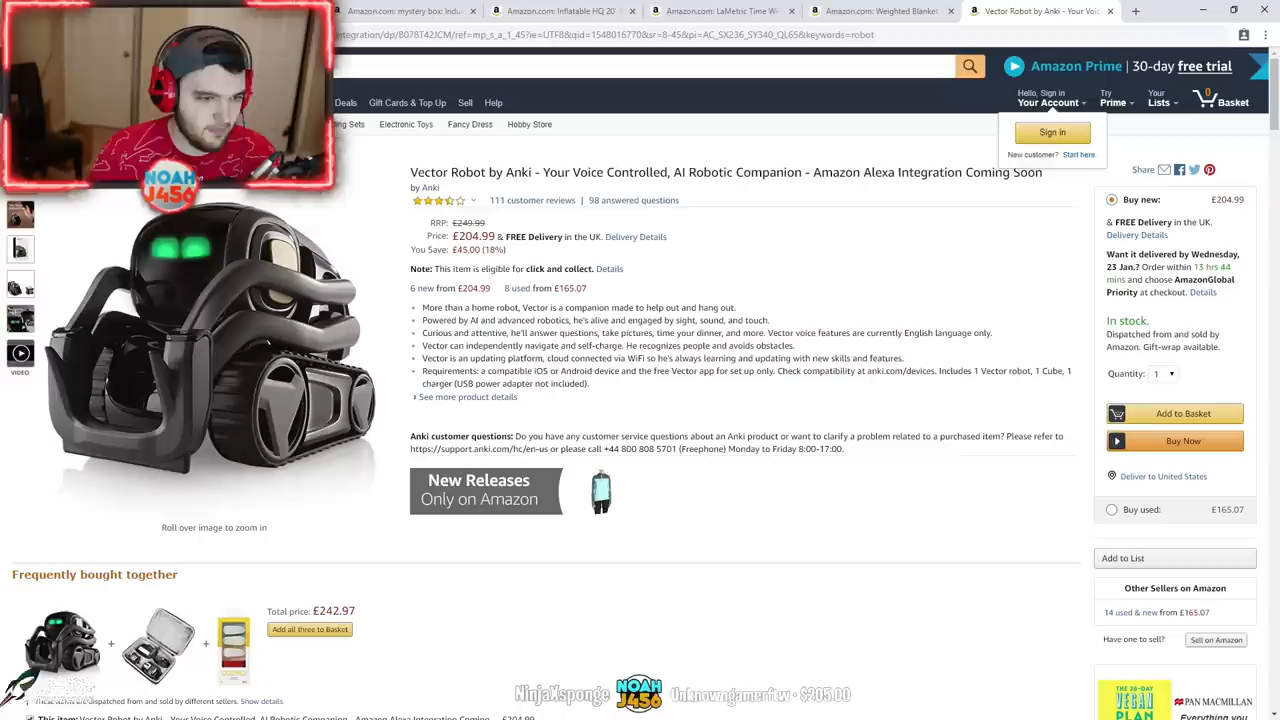 Amazon.com: mystery box: Indu
Amazon.com: Inflatable HQ 20'
Amazon.com: LaMetric Time W
Amazon.com: Weighted Blanket
Vector Robot by Anki - Your Voic
integration/dp/B078T42JCM/ref=mp_s_a_1_45?ie=UTF8&qid=1548016770&sr=8-45&pi=AC_SX236_SY340_QL65&keywords=robot
Amazon Prime | 30-day free trial
Deals Gift Cards & Top Up Sell Help
Hello, Sign in
Your Account
Try
Prime
Your
Lists
0
Basket
ing Sets Electronic Toys Fancy Dress Hobby Store
Sign in
New customer? Start here.
NOAH
J456
Vector Robot by Anki - Your Voice Controlled, AI Robotic Companion - Amazon Alexa Integration Coming Soon
by Anki
111 customer reviews | 98 answered questions
RRP: £249.99
Price: £204.99 & FREE Delivery in the UK. Delivery Details
You Save: £45.00 (18%)
Note: This item is eligible for click and collect. Details
6 new from £204.99 8 used from £165.07
More than a home robot, Vector is a companion made to help out and hang out.
Powered by AI and advanced robotics, he's alive and engaged by sight, sound, and touch.
Curious and attentive, he'll answer questions, take pictures, time your dinner, and more. Vector voice features are currently English language only.
Vector can independently navigate and self-charge. He recognizes people and avoids obstacles.
Vector is an updating platform, cloud connected via WiFi so he's always learning and updating with new skills and features.
Requirements: a compatible iOS or Android device and the free Vector app for set up only. Check compatibility at anki.com/devices. Includes 1 Vector robot, 1 Cube, 1
charger (USB power adapter not included).
› See more product details
Anki customer questions: Do you have any customer service questions about an Anki product or want to clarify a problem related to a purchased item? Please refer to
https://support.anki.com/hc/en-us or please call +44 800 808 5701 (Freephone) Monday to Friday 8:00-17:00.
New Releases
Only on Amazon
VIDEO
Roll over image to zoom in
Share
Buy new: £204.99
& FREE Delivery in the UK.
Delivery Details
Want it delivered by Wednesday,
23 Jan.? Order within 13 hrs 44
mins and choose AmazonGlobal
Priority at checkout. Details
In stock.
Dispatched from and sold by
Amazon. Gift-wrap available.
Quantity: 1
Add to Basket
Buy Now
Deliver to United States
Buy used: £165.07
Add to List
Other Sellers on Amazon
14 used & new from £165.07
Have one to sell? Sell on Amazon
Frequently bought together
Total price: £242.97
Add all three to Basket
These items are dispatched from and sold by different sellers. Show details
This item: Vector Robot by Anki - Your Voice Controlled, AI Robotic Companion - Amazon Alexa Integration Coming £204.99
NinjaXsponge
NOAH
J456
Unknowngamerftw - $205.00
THE 28-DAY
VEGAN
PLAN
PAN MACMILLAN